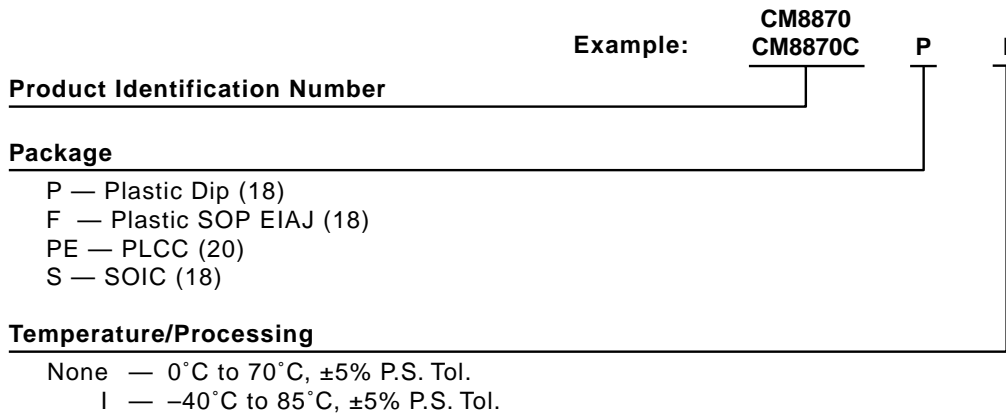 CM8870
Example: CM8870C P I
Product Identification Number
Package
P — Plastic Dip (18)
F — Plastic SOP EIAJ (18)
PE — PLCC (20)
S — SOIC (18)
Temperature/Processing
None — 0˚C to 70˚C, ±5% P.S. Tol.
I — –40˚C to 85˚C, ±5% P.S. Tol.